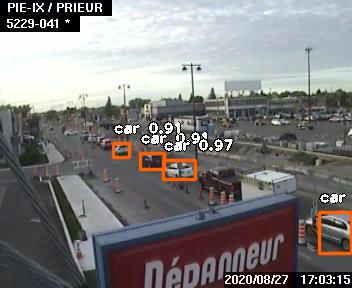 PIE-IX / PRIEUR
5229-041 *
car 0.91
car 0.91
car 0.97
car
Dépanneur
2020/08/27 17:03:15